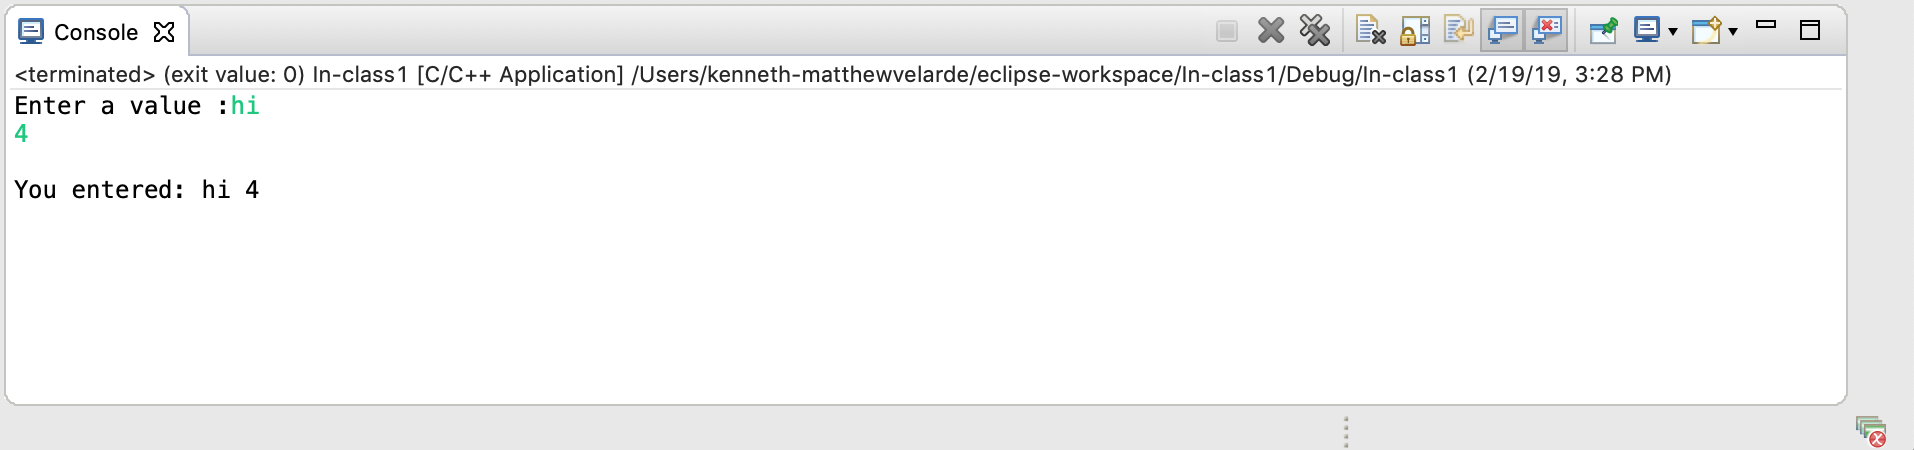 Console
<terminated> (exit value: 0) In-class1 [C/C++ Application] /Users/kenneth-matthewvelarde/eclipse-workspace/In-class1/Debug/In-class1 (2/19/19, 3:28 PM)
Enter a value :hi
4
You entered: hi 4